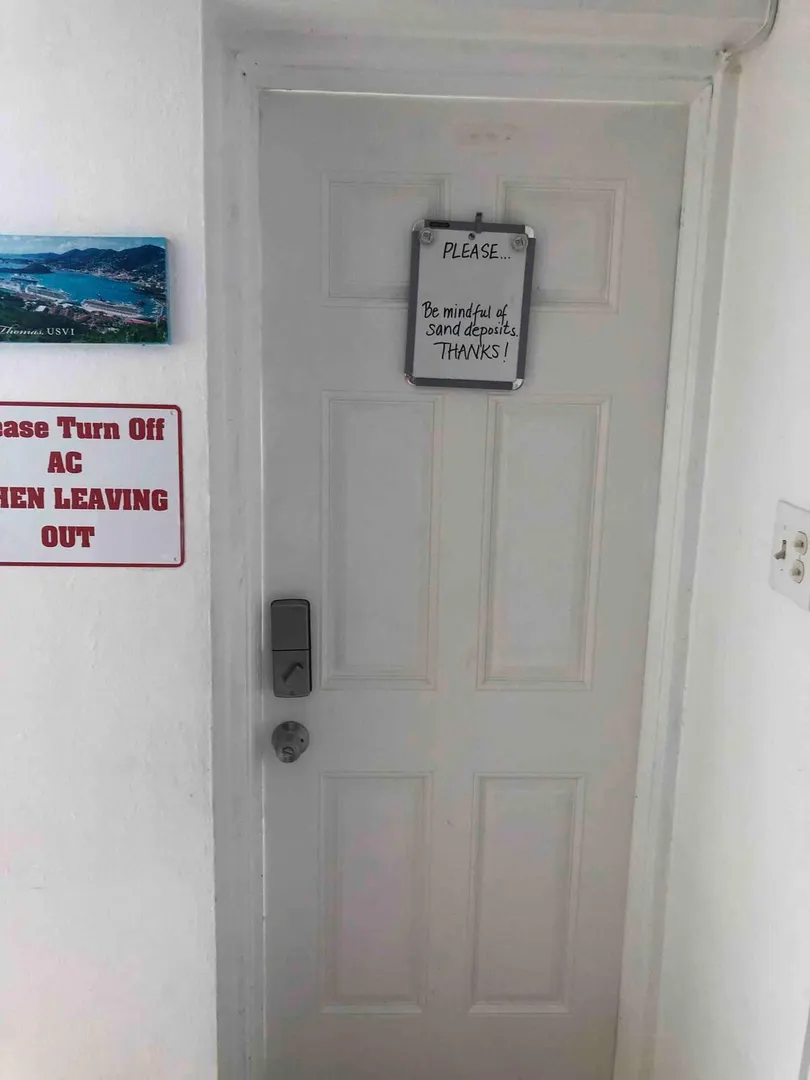 PLEASE...
Be mindful of
sand deposits.
THANKS!
Thomas, USVI
ease Turn Off
AC
HEN LEAVING
OUT